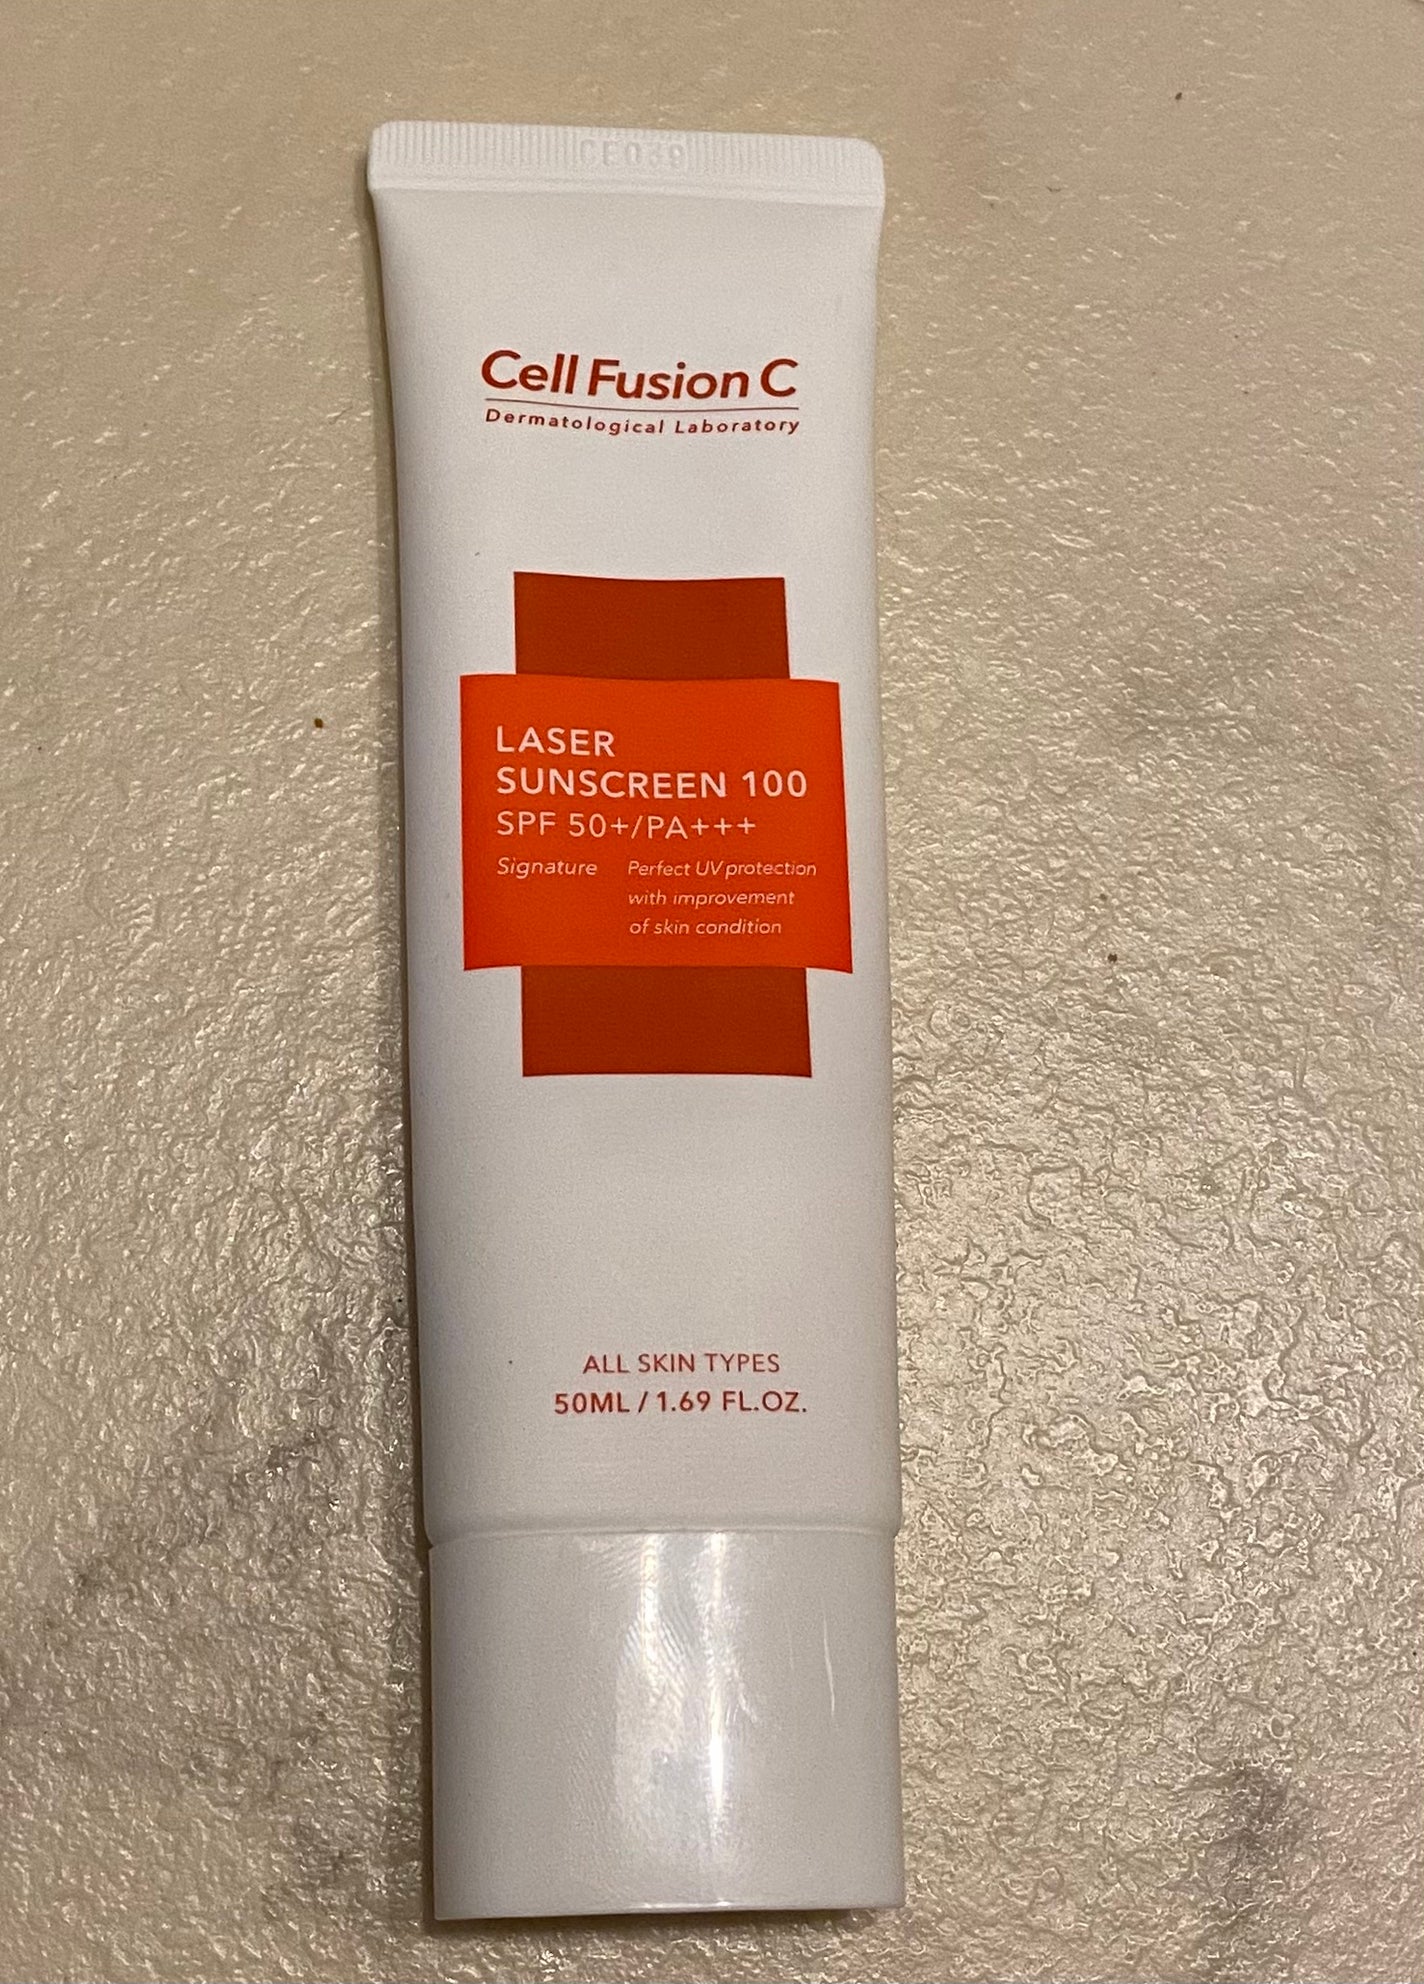 Cell Fusion C
Dermatological Laboratory
LASER
SUNSCREEN 100
SPF 50+/PA+++
Signature Perfect UV protection
with improvement
of skin condition
ALL SKIN TYPES
50ML / 1.69 FL.OZ.